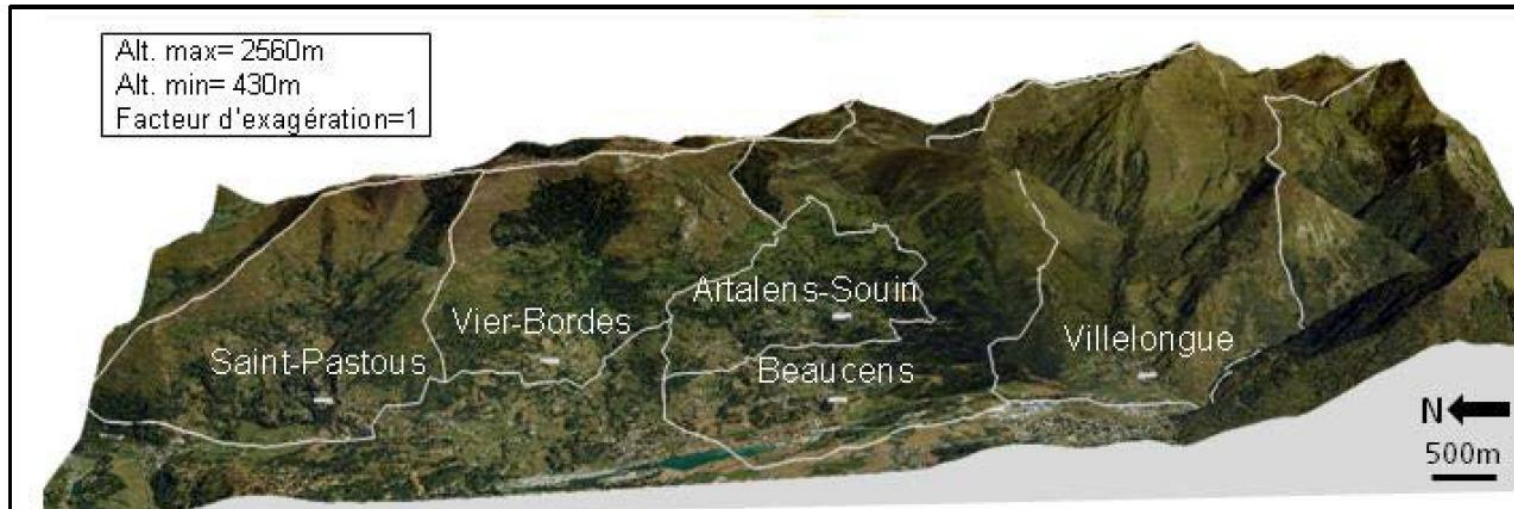 Alt. max= 2560m
Alt. min= 430m
Facteur d'exagération=1
Artalens-Souin
Vier-Bordes
Villelongue
Saint-Pastous
Beaucens
N
500m